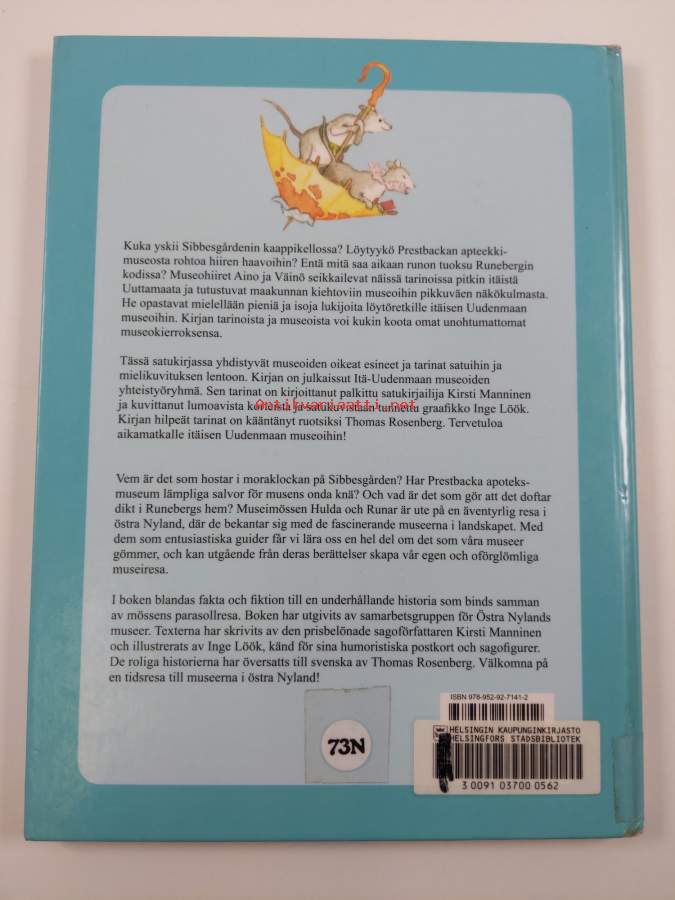 Kuka yskii Sibbesgårdenin kaappikellossa? Löytyykö Prestbackan apteekki-
museosta rohtoa hiiren haavoihin? Entä mitä saa aikaan runon tuoksu Runebergin
kodissa? Museohiiret Aino ja Väinö seikkailevat näissä tarinoissa pitkin itäistä
Uuttamaata ja tutustuvat maakunnan kiehtoviin museoihin pikkuväen näkökulmasta.
He opastavat mielellään pieniä ja isoja lukijoita löytöretkille itäisen Uudenmaan
museoihin. Kirjan tarinoista ja museoista voi kukin koota omat unohtumattomat
museokierroksensa.
Tässä satukirjassa yhdistyvät museoiden oikeat esineet ja tarinat satuihin ja
mielikuvituksen lentoon. Kirjan on julkaissut Itä-Uudenmaan museoiden
yhteistyöryhmä. Sen tarinat on kirjoittanut palkittu satukirjailija Kirsti Manninen
ja kuvittanut lumoavista korteista ja satukuvistaan tunnettu graafikko Inge Löök.
Antikvariaatti.net
Kirjan hilpeät tarinat on kääntänyt ruotsiksi Thomas Rosenberg. Tervetuloa
aikamatkalle itäisen Uudenmaan museoihin!
Vem är det som hostar i moraklockan på Sibbesgården? Har Prestbacka apoteks-
museum lämpliga salvor för musens onda knä? Och vad är det som gör att det doftar
dikt i Runebergs hem? Museimössen Hulda och Runar är ute på en äventyrlig resa i
östra Nyland, där de bekantar sig med de fascinerande museerna i landskapet. Med
dem som entusiastiska guider får vi lära oss en hel del om det som våra museer
gömmer, och kan utgående från deras berättelser skapa vår egen och oförglömliga
museiresa.
I boken blandas fakta och fiktion till en underhållande historia som binds samman
av mössens parasollresa. Boken har utgivits av samarbetsgruppen för Östra Nylands
museer. Texterna har skrivits av den prisbelönade sagoförfattaren Kirsti Manninen
och illustrerats av Inge Löök, känd för sina humoristiska postkort och sagofigurer.
De roliga historierna har översatts till svenska av Thomas Rosenberg. Välkomna på
en tidsresa till museerna i östra Nyland!
ISBN 978-952-92-7141-2
73N
HELSINGIN KAUPUNGINKIRJASTO
HELSINGFORS STADSBIBLIOTEK
3 0091 03700 0562